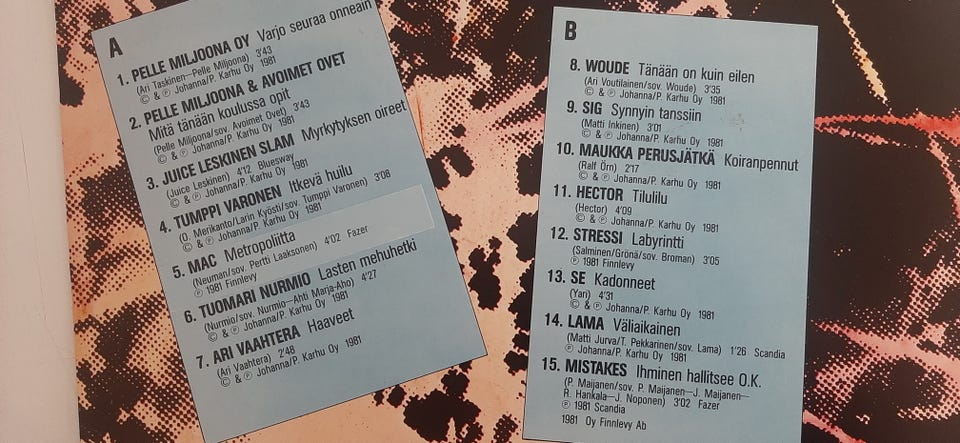 A
1. PELLE MILJOONA OY Varjo seuraa onneain
(Ari Taskinen—Pelle Miljoona) 3'43
© & ℗ Johanna/P. Karhu Oy 1981
2. PELLE MILJOONA & AVOIMET OVET
Mitä tänään koulussa opit
(Pelle Miljoona/sov. Avoimet Ovet) 3'43
© & ℗ Johanna/P. Karhu Oy 1981
3. JUICE LESKINEN SLAM Myrkytyksen oireet
(Juice Leskinen) 4'12 Bluesway
© & ℗ Johanna/P. Karhu Oy 1981
4. TUMPPI VARONEN Itkevä huilu
(O. Merikanto/Larin Kyösti/sov. Tumppi Varonen) 3'08
© & ℗ Johanna/P. Karhu Oy 1981
5. MAC Metropoliitta
(Neuman/sov. Pertti Laaksonen) 4'02 Fazer
℗ 1981 Finnlevy
6. TUOMARI NURMIO Lasten mehuhetki
(Nurmio/sov. Nurmio—Ahti Marja-Aho) 4'27
© & ℗ Johanna/P. Karhu Oy 1981
7. ARI VAAHTERA Haaveet
(Ari Vaahtera) 2'48
© & ℗ Johanna/P. Karhu Oy 1981
B
8. WOUDE Tänään on kuin eilen
(Ari Voutilainen/sov. Woude) 3'35
© & ℗ Johanna/P. Karhu Oy 1981
9. SIG Synnyin tanssiin
(Matti Inkinen) 3'01
© & ℗ Johanna/P. Karhu Oy 1981
10. MAUKKA PERUSJÄTKÄ Koiranpennut
(Ralf Örn) 2'17
© & ℗ Johanna/P. Karhu Oy 1981
11. HECTOR Tilulilu
(Hector) 4'09
© & ℗ Johanna/P. Karhu Oy 1981
12. STRESSI Labyrintti
(Salminen/Grönä/sov. Broman) 3'05
℗ 1981 Finnlevy
13. SE Kadonneet
(Yari) 4'31
© & ℗ Johanna/P. Karhu Oy 1981
14. LAMA Väliaikainen
(Matti Jurva/T. Pekkarinen/sov. Lama) 1'26 Scandia
℗ Johanna/P. Karhu Oy 1981
15. MISTAKES Ihminen hallitsee O.K.
(P. Maijanen/sov. P. Maijanen—J. Maijanen—
R. Hankala—J. Noponen) 3'02 Fazer
℗ 1981 Scandia
1981 Oy Finnlevy Ab